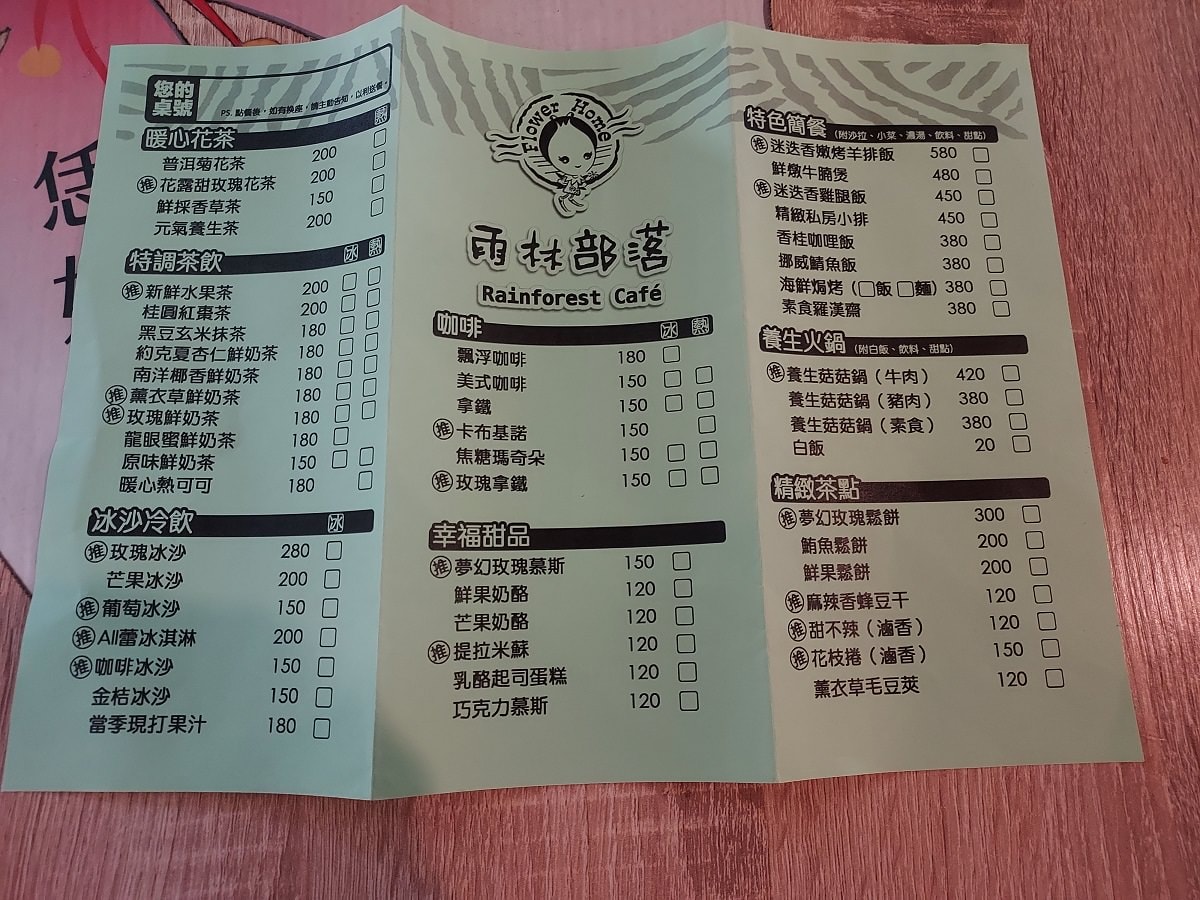 您的
桌號
PS. 點餐後,如有換座,請主動告知,以利送餐。
暖心花茶 熱
普洱菊花茶 200 □
推 花露甜玫瑰花茶 200 □
鮮採香草茶 150 □
元氣養生茶 200 □
特調茶飲 冰 熱
推 新鮮水果茶 200 □ □
桂圓紅棗茶 200 □ □
黑豆玄米抹茶 180 □ □
約克夏杏仁鮮奶茶 180 □ □
南洋椰香鮮奶茶 180 □ □
推 薰衣草鮮奶茶 180 □ □
推 玫瑰鮮奶茶 180 □ □
龍眼蜜鮮奶茶 180 □
原味鮮奶茶 150 □ □
暖心熱可可 180 □
冰沙冷飲 冰
推 玫瑰冰沙 280 □
芒果冰沙 200 □
推 葡萄冰沙 150 □
推 All蕾冰淇淋 200 □
推 咖啡冰沙 150 □
金桔冰沙 150 □
當季現打果汁 180 □
Flower Home
雨林部落
Rainforest Café
咖啡 冰 熱
飄浮咖啡 180 □
美式咖啡 150 □ □
拿鐵 150 □ □
推 卡布基諾 150 □
焦糖瑪奇朵 150 □ □
推 玫瑰拿鐵 150 □ □
幸福甜品
推 夢幻玫瑰慕斯 150 □
鮮果奶酪 120 □
芒果奶酪 120 □
推 提拉米蘇 120 □
乳酪起司蛋糕 120 □
巧克力慕斯 120 □
特色簡餐 (附沙拉、小菜、濃湯、飲料、甜點)
推 迷迭香嫩烤羊排飯 580 □
鮮燉牛腩煲 480 □
推 迷迭香雞腿飯 450 □
精緻私房小排 450 □
香桂咖哩飯 380 □
挪威鯖魚飯 380 □
海鮮焗烤(□飯 □麵) 380 □
素食羅漢齋 380 □
養生火鍋 (附白飯、飲料、甜點)
推 養生菇菇鍋(牛肉) 420 □
養生菇菇鍋(豬肉) 380 □
養生菇菇鍋(素食) 380 □
白飯 20 □
精緻茶點
推 夢幻玫瑰鬆餅 300 □
鮪魚鬆餅 200 □
鮮果鬆餅 200 □
推 麻辣香蜂豆干 120 □
推 甜不辣(滷香) 120 □
推 花枝捲(滷香) 150 □
薰衣草毛豆莢 120 □
恁